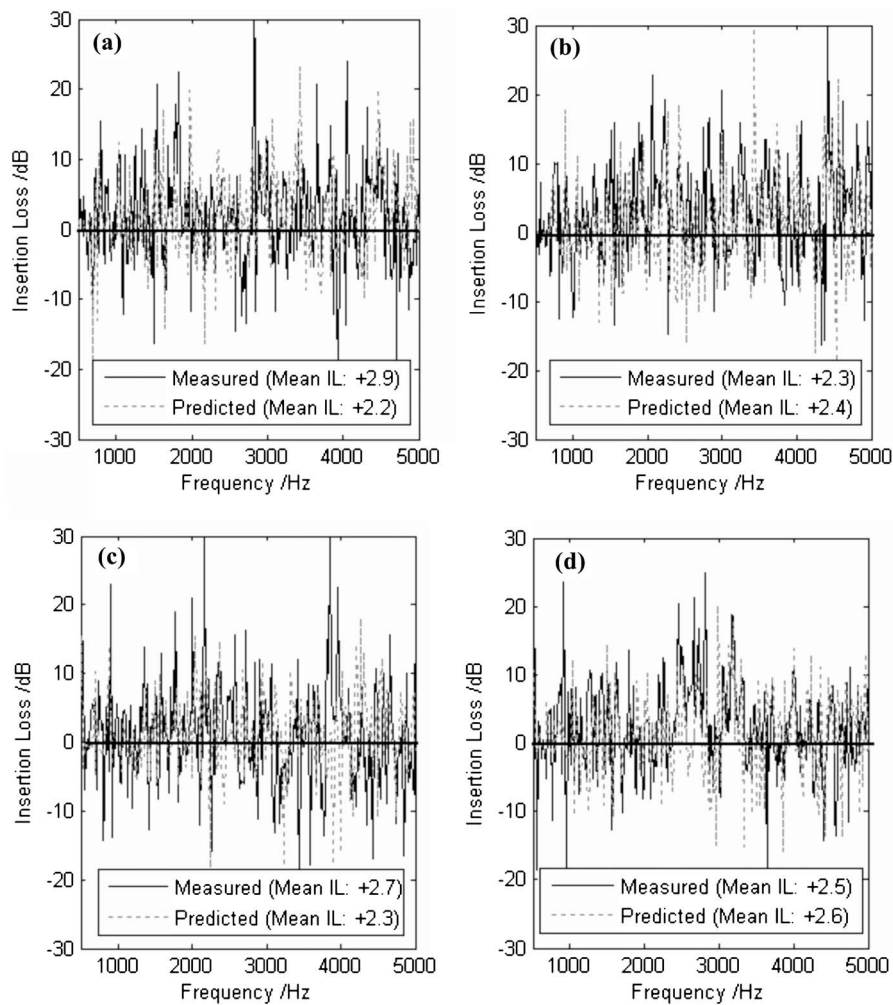 (a)
30
20
10
0
-10
-20
-30
Insertion Loss /dB
Measured (Mean IL: +2.9)
Predicted (Mean IL: +2.2)
1000 2000 3000 4000 5000
Frequency /Hz
(b)
30
20
10
0
-10
-20
-30
Insertion Loss /dB
Measured (Mean IL: +2.3)
Predicted (Mean IL: +2.4)
1000 2000 3000 4000 5000
Frequency /Hz
(c)
30
20
10
0
-10
-20
-30
Insertion Loss /dB
Measured (Mean IL: +2.7)
Predicted (Mean IL: +2.3)
1000 2000 3000 4000 5000
Frequency /Hz
(d)
30
20
10
0
-10
-20
-30
Insertion Loss /dB
Measured (Mean IL: +2.5)
Predicted (Mean IL: +2.6)
1000 2000 3000 4000 5000
Frequency /Hz